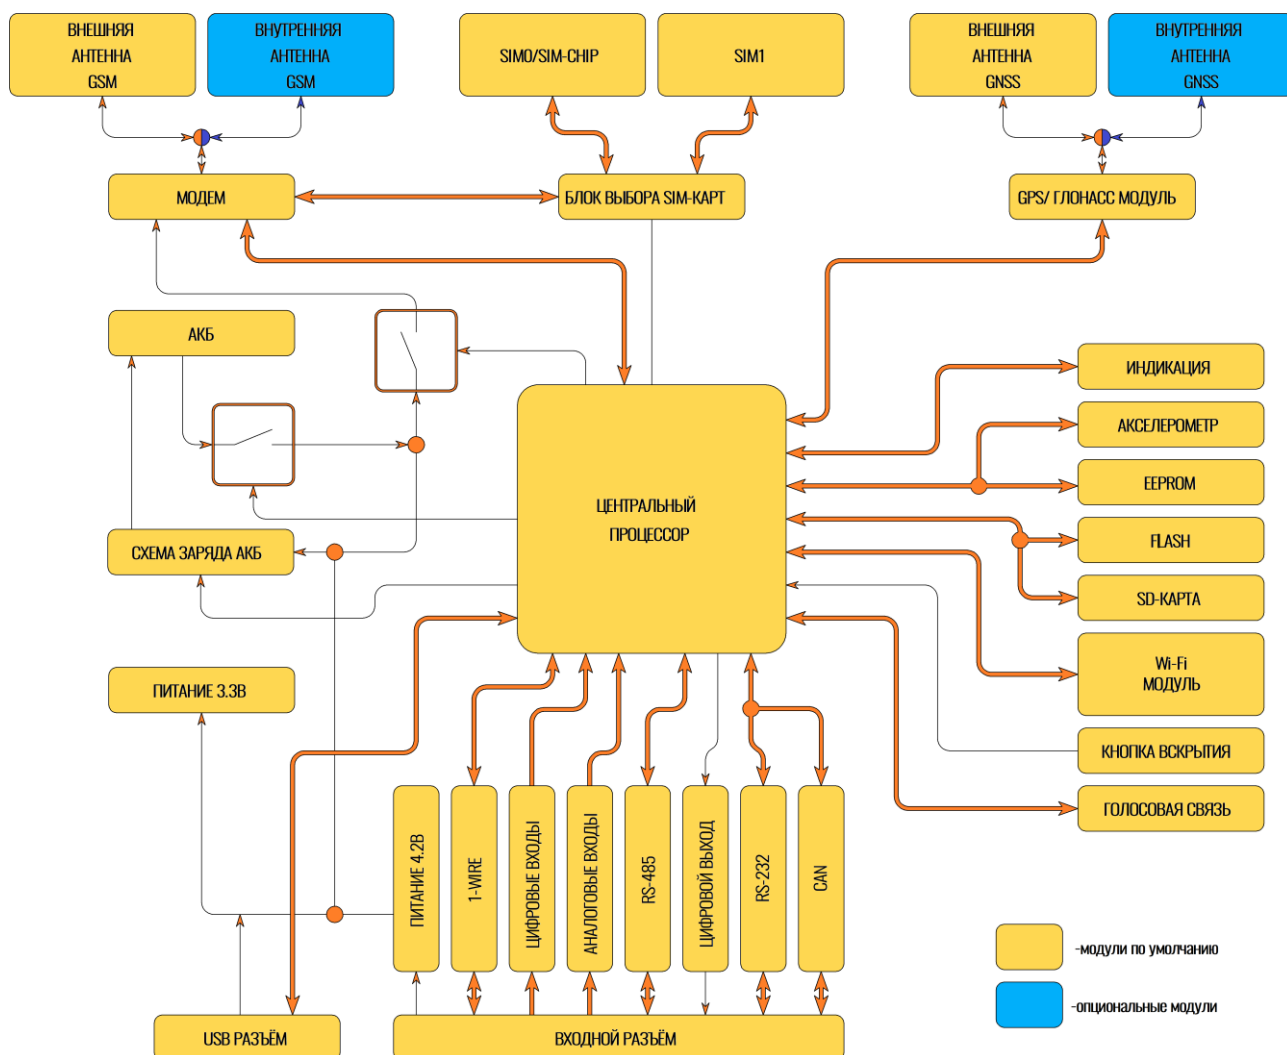 ВНЕШНЯЯ
АНТЕННА
GSM
ВНУТРЕННЯЯ
АНТЕННА
GSM
SIM0/SIM-CHIP
SIM1
ВНЕШНЯЯ
АНТЕННА
GNSS
ВНУТРЕННЯЯ
АНТЕННА
GNSS
МОДЕМ
БЛОК ВЫБОРА SIM-КАРТ
GPS/ ГЛОНАСС МОДУЛЬ
АКБ
ИНДИКАЦИЯ
АКСЕЛЕРОМЕТР
EEPROM
ЦЕНТРАЛЬНЫЙ
ПРОЦЕССОР
FLASH
СХЕМА ЗАРЯДА АКБ
SD-КАРТА
Wi-Fi
МОДУЛЬ
ПИТАНИЕ 3.3В
КНОПКА ВСКРЫТИЯ
ГОЛОСОВАЯ СВЯЗЬ
ПИТАНИЕ 4.2В
1-WIRE
ЦИФРОВЫЕ ВХОДЫ
АНАЛОГОВЫЕ ВХОДЫ
RS-485
ЦИФРОВОЙ ВЫХОД
RS-232
CAN
-модули по умолчанию
-опциональные модули
USB РАЗЪЁМ
ВХОДНОЙ РАЗЪЁМ